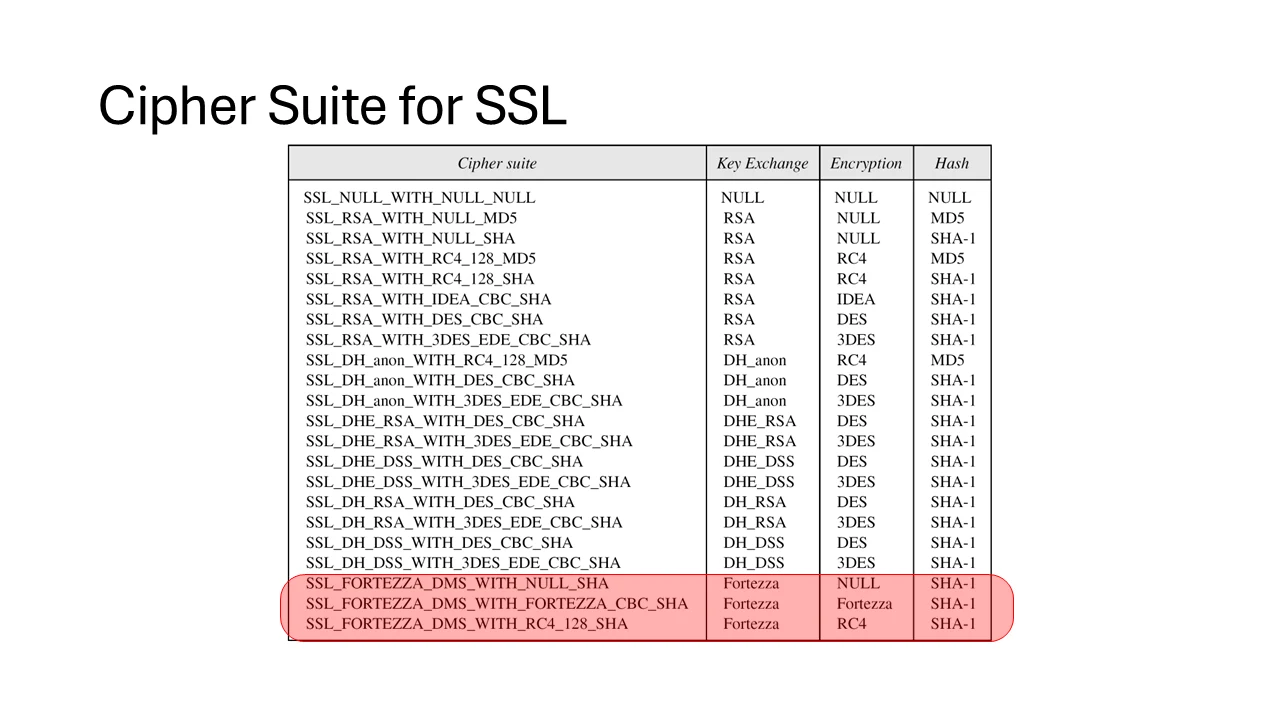 Cipher Suite for SSL
Cipher suite Key Exchange Encryption Hash
SSL_NULL_WITH_NULL_NULL NULL NULL NULL
SSL_RSA_WITH_NULL_MD5 RSA NULL MD5
SSL_RSA_WITH_NULL_SHA RSA NULL SHA-1
SSL_RSA_WITH_RC4_128_MD5 RSA RC4 MD5
SSL_RSA_WITH_RC4_128_SHA RSA RC4 SHA-1
SSL_RSA_WITH_IDEA_CBC_SHA RSA IDEA SHA-1
SSL_RSA_WITH_DES_CBC_SHA RSA DES SHA-1
SSL_RSA_WITH_3DES_EDE_CBC_SHA RSA 3DES SHA-1
SSL_DH_anon_WITH_RC4_128_MD5 DH_anon RC4 MD5
SSL_DH_anon_WITH_DES_CBC_SHA DH_anon DES SHA-1
SSL_DH_anon_WITH_3DES_EDE_CBC_SHA DH_anon 3DES SHA-1
SSL_DHE_RSA_WITH_DES_CBC_SHA DHE_RSA DES SHA-1
SSL_DHE_RSA_WITH_3DES_EDE_CBC_SHA DHE_RSA 3DES SHA-1
SSL_DHE_DSS_WITH_DES_CBC_SHA DHE_DSS DES SHA-1
SSL_DHE_DSS_WITH_3DES_EDE_CBC_SHA DHE_DSS 3DES SHA-1
SSL_DH_RSA_WITH_DES_CBC_SHA DH_RSA DES SHA-1
SSL_DH_RSA_WITH_3DES_EDE_CBC_SHA DH_RSA 3DES SHA-1
SSL_DH_DSS_WITH_DES_CBC_SHA DH_DSS DES SHA-1
SSL_DH_DSS_WITH_3DES_EDE_CBC_SHA DH_DSS 3DES SHA-1
SSL_FORTEZZA_DMS_WITH_NULL_SHA Fortezza NULL SHA-1
SSL_FORTEZZA_DMS_WITH_FORTEZZA_CBC_SHA Fortezza Fortezza SHA-1
SSL_FORTEZZA_DMS_WITH_RC4_128_SHA Fortezza RC4 SHA-1